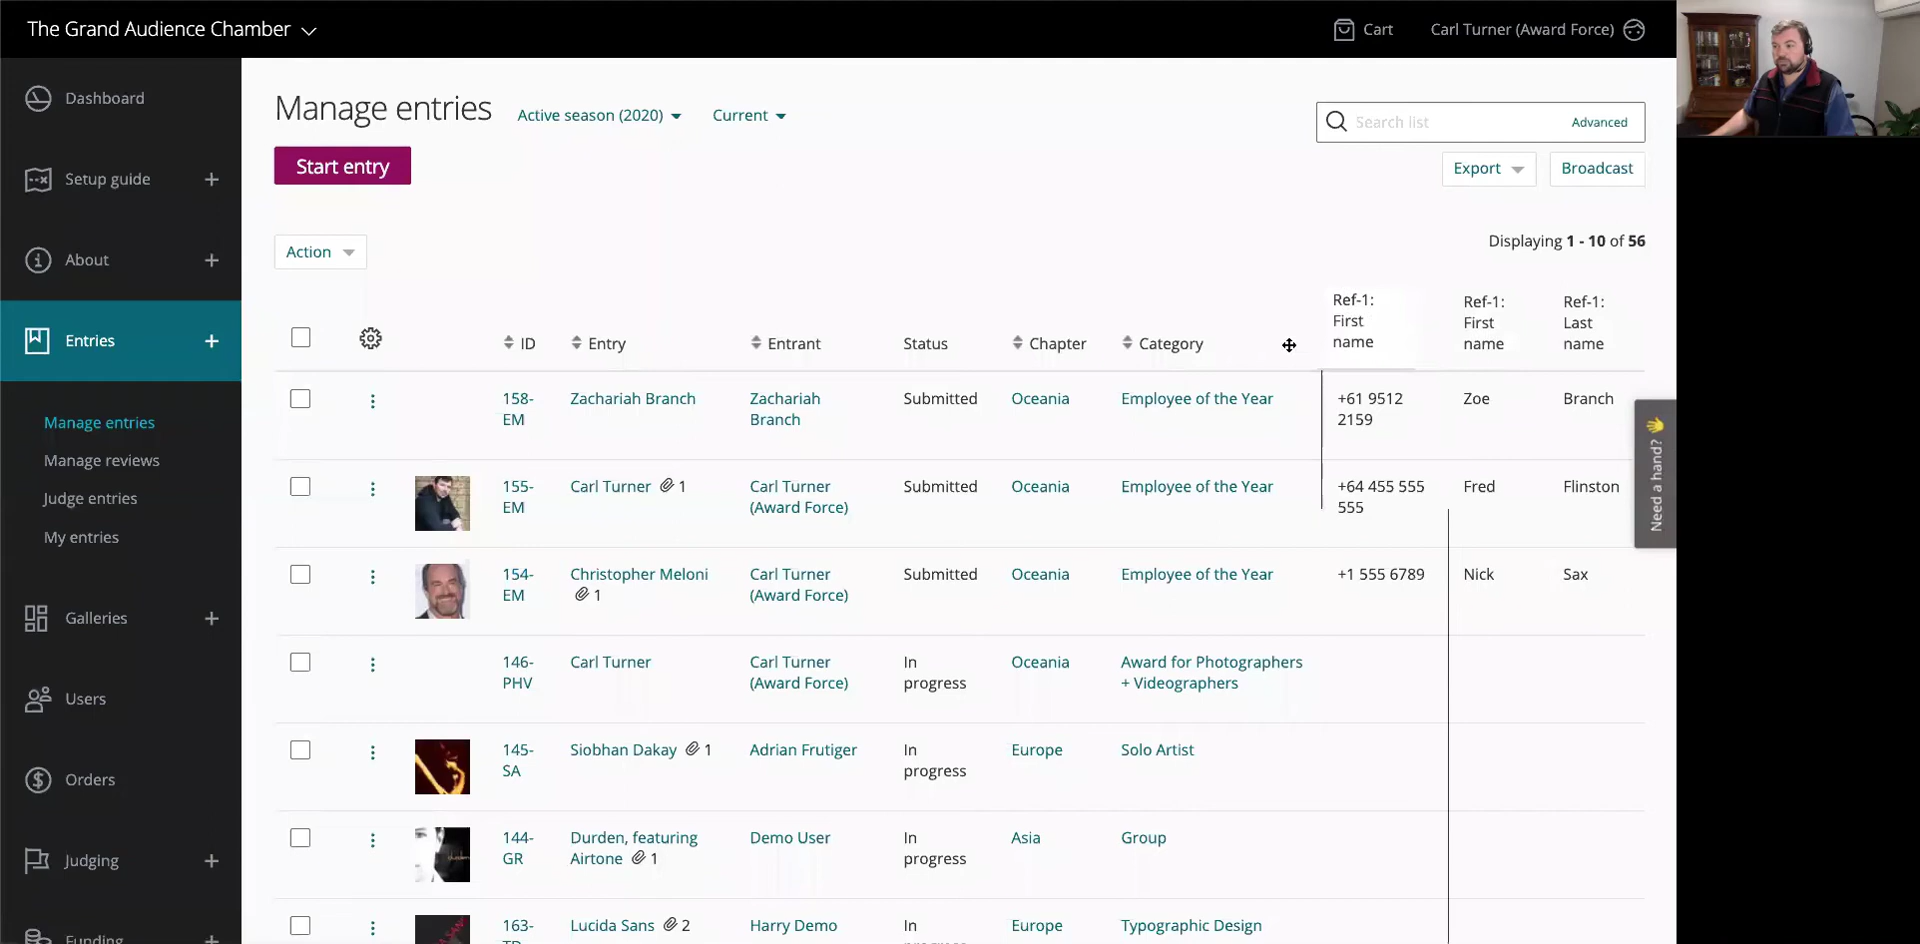 The Grand Audience Chamber
Cart
Carl Turner (Award Force)
Dashboard
Setup guide
About
Entries
Manage entries
Manage reviews
Judge entries
My entries
Galleries
Users
Orders
Judging
Funding
Manage entries
Active season (2020)
Current
Search list
Advanced
Start entry
Export
Broadcast
Action
Displaying 1 - 10 of 56
ID
Entry
Entrant
Status
Chapter
Category
Ref-1:
First
name
Ref-1:
First
name
Ref-1:
Last
name
158-
EM
Zachariah Branch
Zachariah
Branch
Submitted
Oceania
Employee of the Year
+61 9512
2159
Zoe
Branch
155-
EM
Carl Turner 1
Carl Turner
(Award Force)
Submitted
Oceania
Employee of the Year
+64 455 555
555
Fred
Flinston
154-
EM
Christopher Meloni
1
Carl Turner
(Award Force)
Submitted
Oceania
Employee of the Year
+1 555 6789
Nick
Sax
146-
PHV
Carl Turner
Carl Turner
(Award Force)
In
progress
Oceania
Award for Photographers
+ Videographers
145-
SA
Siobhan Dakay 1
Adrian Frutiger
In
progress
Europe
Solo Artist
144-
GR
Durden, featuring
Airtone 1
Demo User
In
progress
Asia
Group
163-
Lucida Sans 2
Harry Demo
In
Europe
Typographic Design
Need a hand?